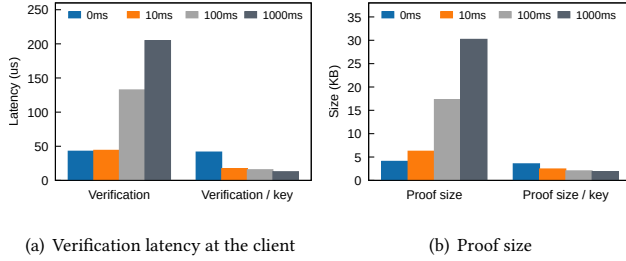 0ms 10ms 100ms 1000ms
250
200
150
100
50
0
Latency (us)
Verification Verification / key
(a) Verification latency at the client
0ms 10ms 100ms 1000ms
35
30
25
20
15
10
5
0
Size (KB)
Proof size Proof size / key
(b) Proof size